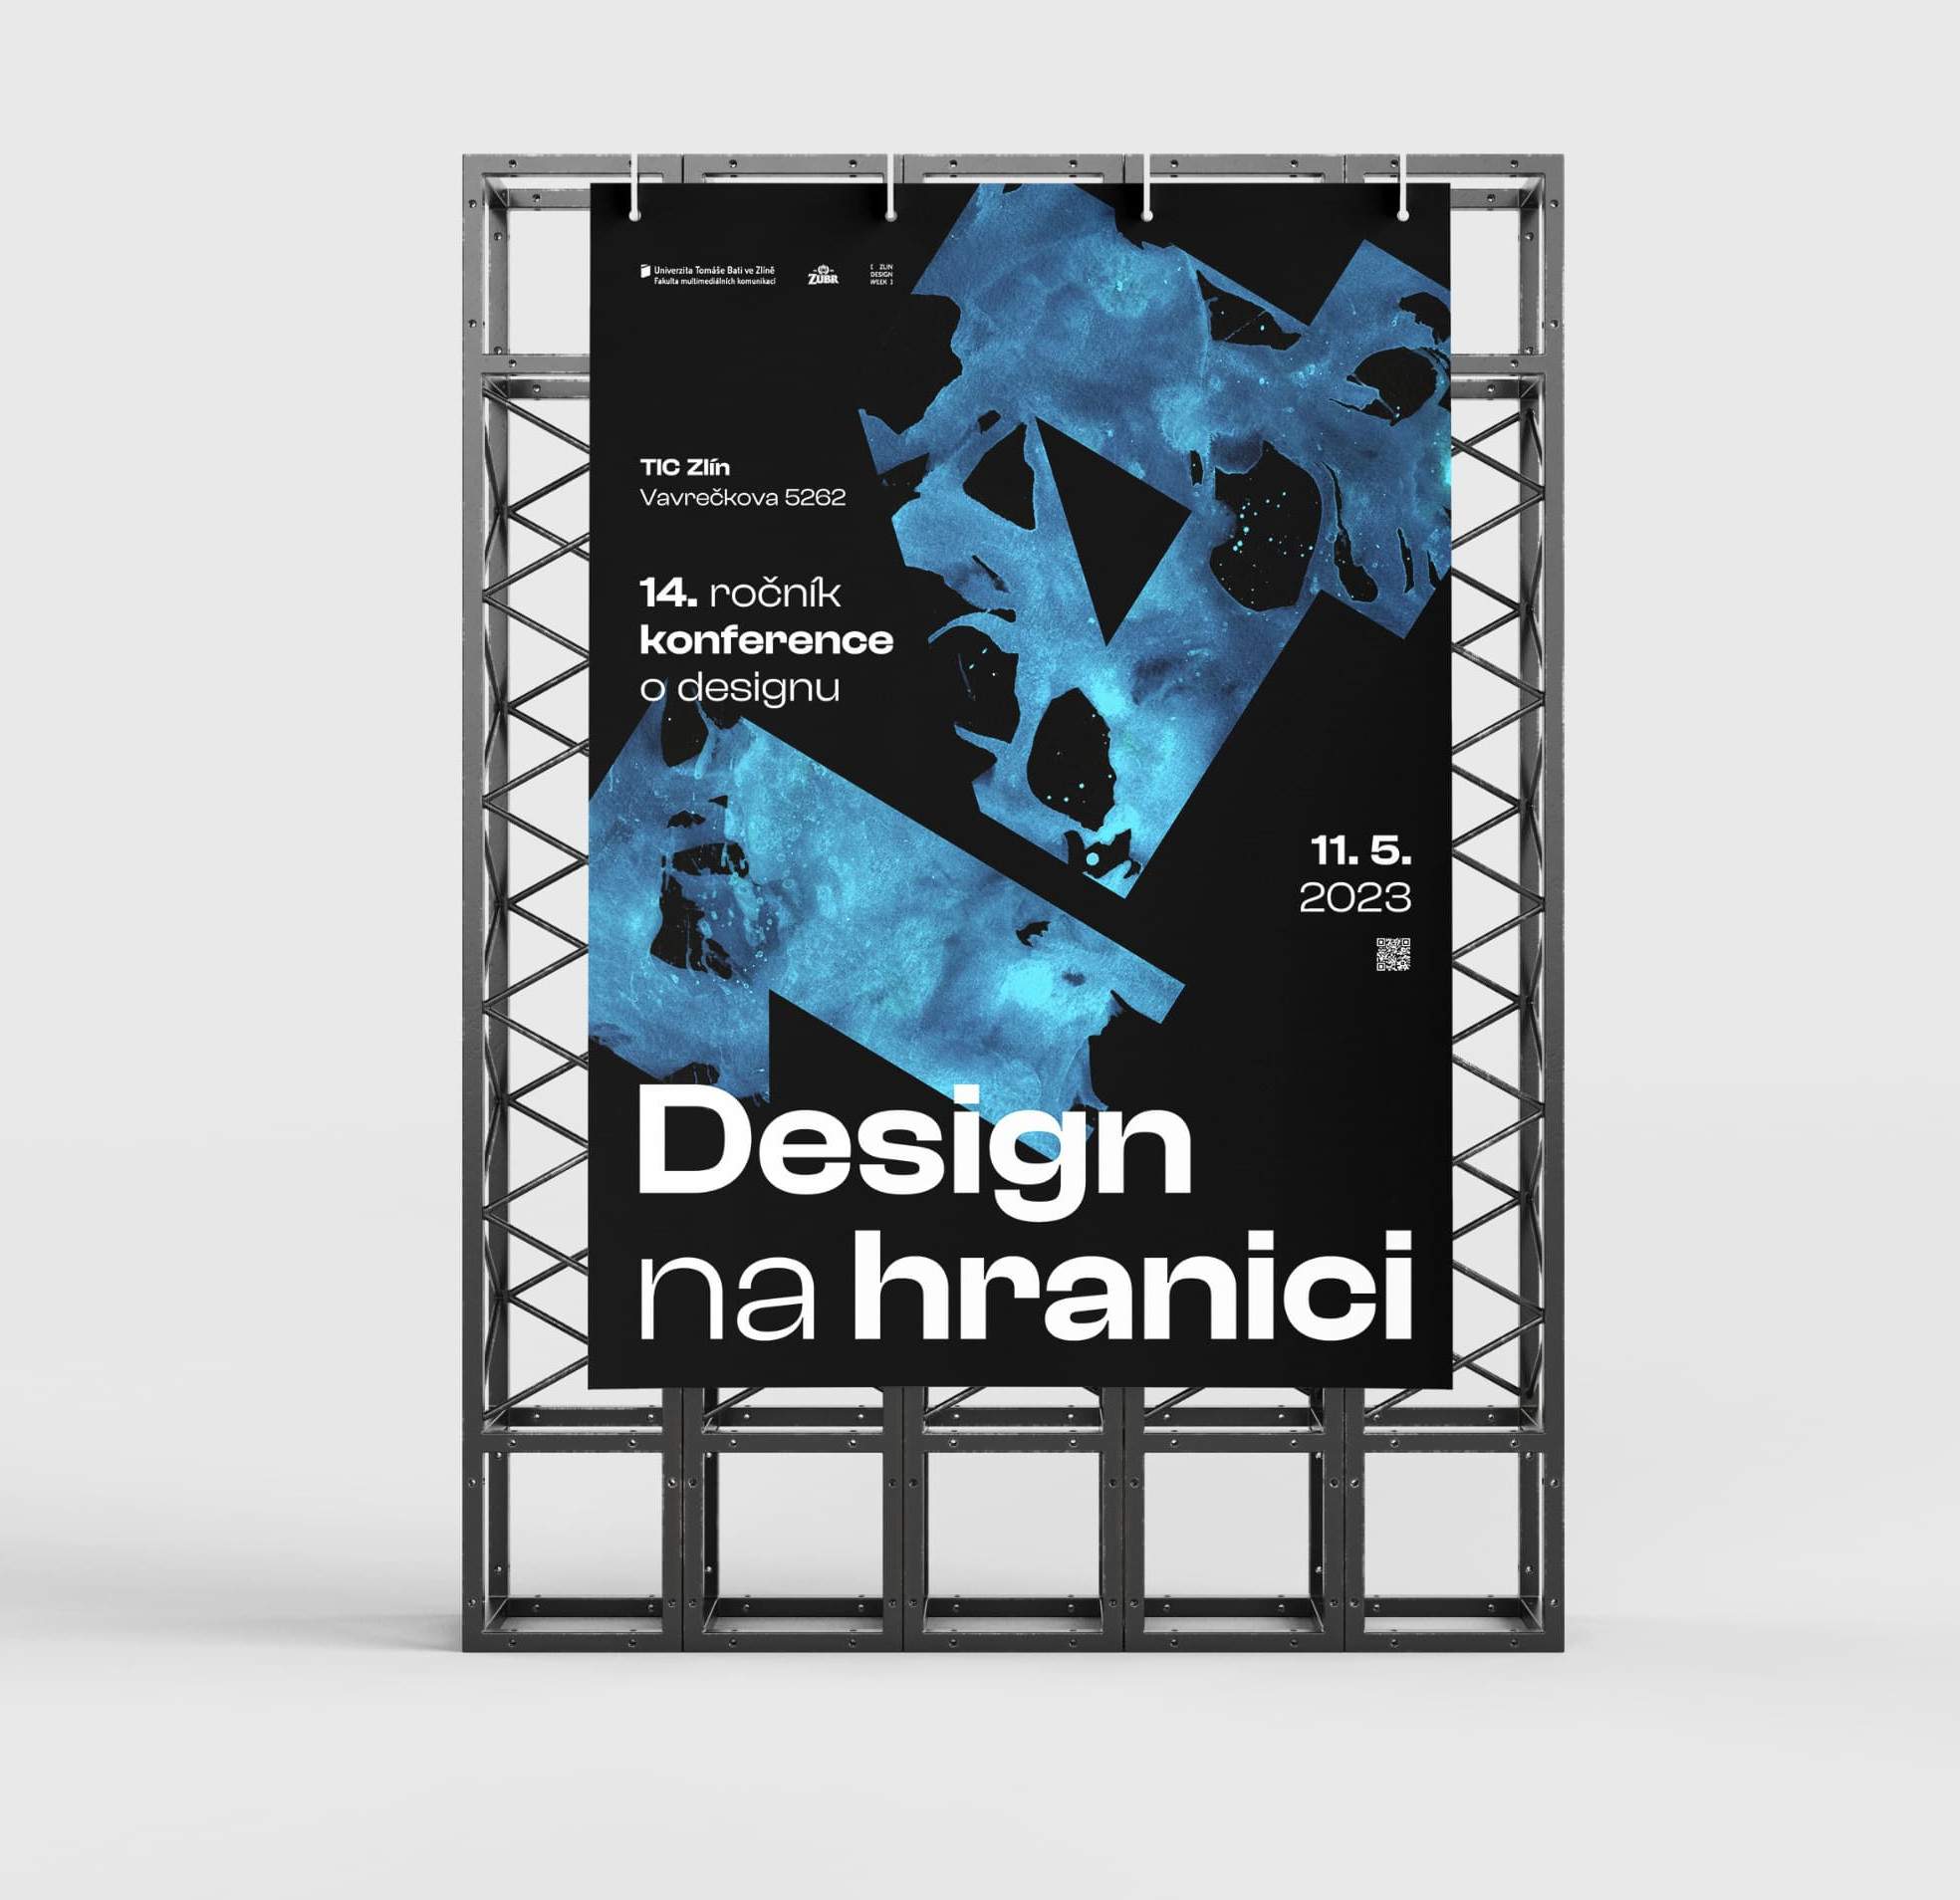 Univerzita Tomáše Bati ve Zlíně
Fakulta multimediálních komunikací
ZUBR
[ ZLIN
DESIGN
WEEK ]
TIC Zlín
Vavrečkova 5262
14. ročník
konference
o designu
11. 5.
2023
Design
na hranici